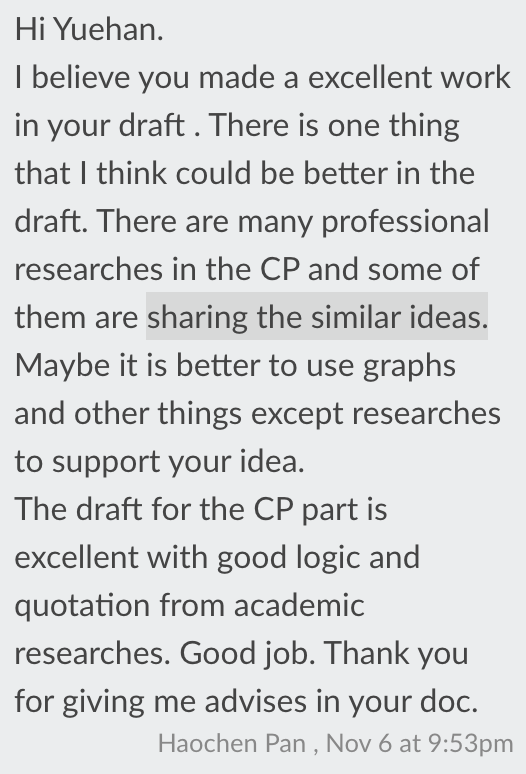 Hi Yuehan.
I believe you made a excellent work
in your draft . There is one thing
that I think could be better in the
draft. There are many professional
researches in the CP and some of
them are sharing the similar ideas.
Maybe it is better to use graphs
and other things except researches
to support your idea.
The draft for the CP part is
excellent with good logic and
quotation from academic
researches. Good job. Thank you
for giving me advises in your doc.
Haochen Pan , Nov 6 at 9:53pm